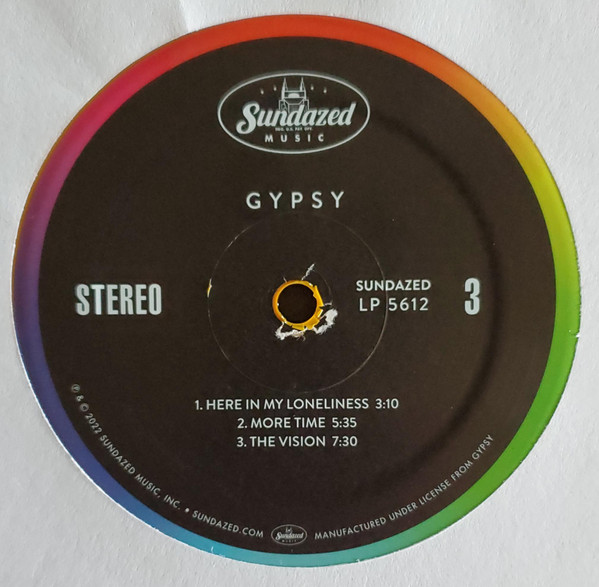 Sundazed
REG. U.S. PAT. OFF.
MUSIC
GYPSY
STEREO
SUNDAZED
LP 5612
3
1. HERE IN MY LONELINESS 3:10
2. MORE TIME 5:35
3. THE VISION 7:30
℗ & © 2022 SUNDAZED MUSIC, INC. • SUNDAZED.COM
Sundazed
MUSIC
MANUFACTURED UNDER LICENSE FROM GYPSY